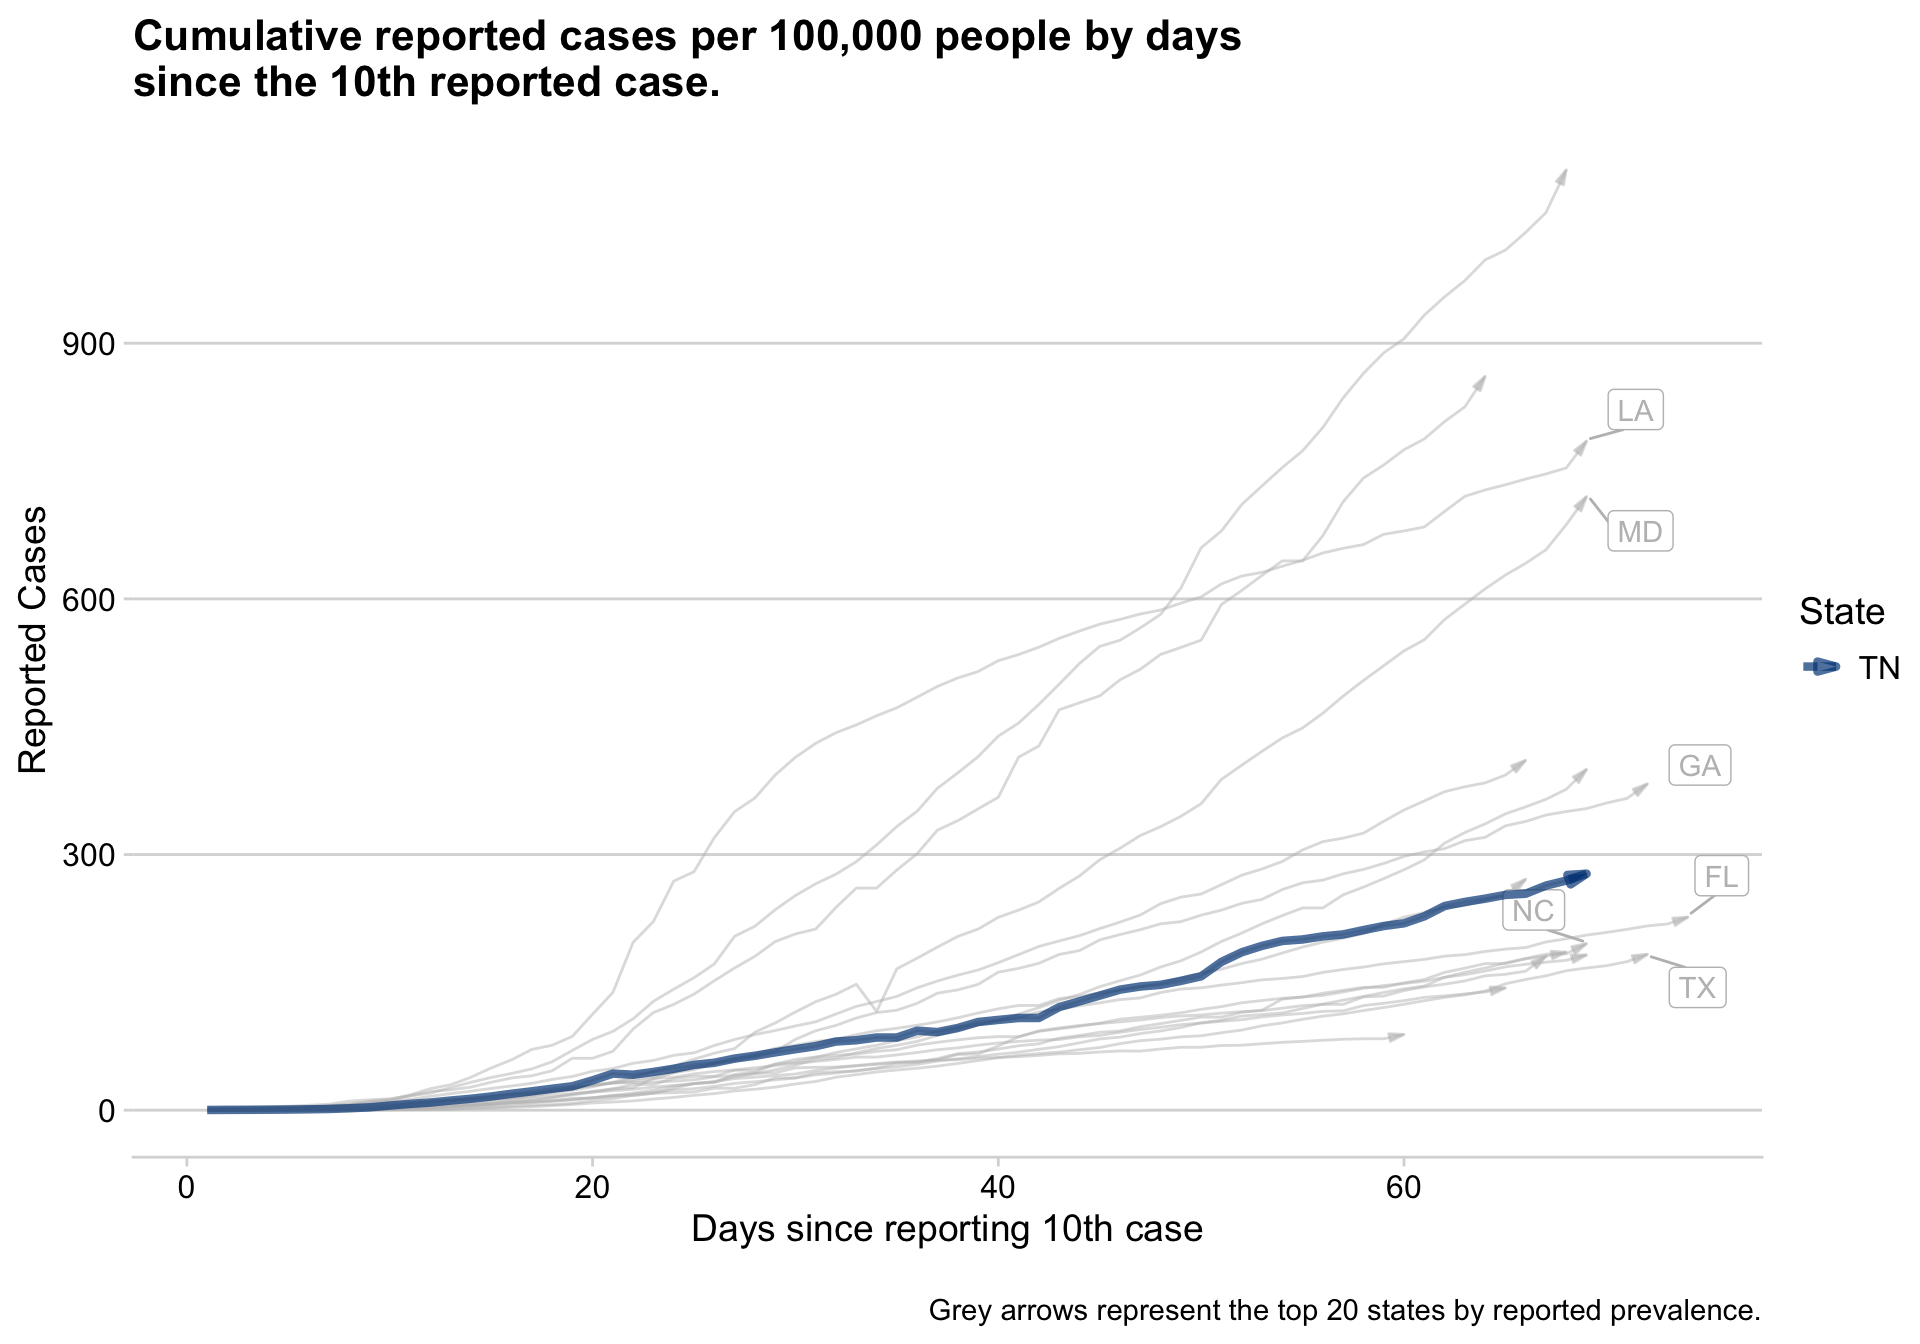 Cumulative reported cases per 100,000 people by days
since the 10th reported case.
900
LA
MD
600
State
TN
Reported Cases
GA
300
FL
NC
TX
0
0 20 40 60
Days since reporting 10th case
Grey arrows represent the top 20 states by reported prevalence.